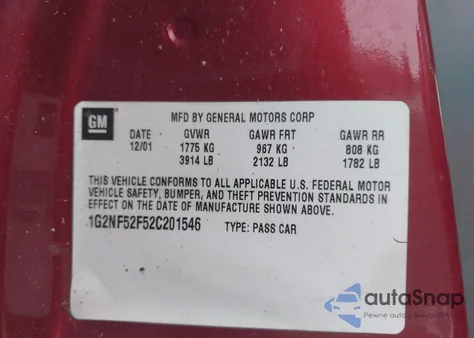 GM
MFD BY GENERAL MOTORS CORP
DATE GVWR GAWR FRT GAWR RR
12/01 1775 KG 967 KG 808 KG
3914 LB 2132 LB 1782 LB
THIS VEHICLE CONFORMS TO ALL APPLICABLE U.S. FEDERAL MOTOR
VEHICLE SAFETY, BUMPER, AND THEFT PREVENTION STANDARDS IN
EFFECT ON THE DATE OF MANUFACTURE SHOWN ABOVE.
1G2NF52F52C201546 TYPE: PASS CAR
autoSnap